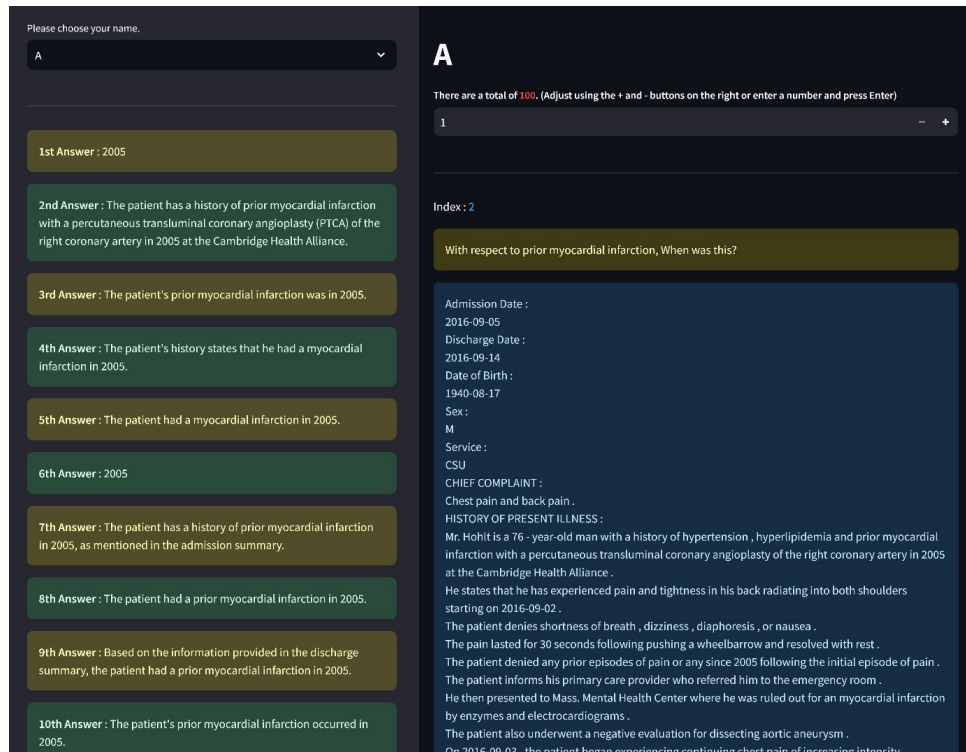 Please choose your name.
A
1st Answer : 2005
2nd Answer : The patient has a history of prior myocardial infarction
with a percutaneous transluminal coronary angioplasty (PTCA) of the
right coronary artery in 2005 at the Cambridge Health Alliance.
3rd Answer : The patient's prior myocardial infarction was in 2005.
4th Answer : The patient's history states that he had a myocardial
infarction in 2005.
5th Answer : The patient had a myocardial infarction in 2005.
6th Answer : 2005
7th Answer : The patient has a history of prior myocardial infarction
in 2005, as mentioned in the admission summary.
8th Answer : The patient had a prior myocardial infarction in 2005.
9th Answer : Based on the information provided in the discharge
summary, the patient had a prior myocardial infarction in 2005.
10th Answer : The patient's prior myocardial infarction occurred in
2005.
A
There are a total of 100. (Adjust using the + and - buttons on the right or enter a number and press Enter)
1 − +
Index : 2
With respect to prior myocardial infarction, When was this?
Admission Date :
2016-09-05
Discharge Date :
2016-09-14
Date of Birth :
1940-08-17
Sex :
M
Service :
CSU
CHIEF COMPLAINT :
Chest pain and back pain .
HISTORY OF PRESENT ILLNESS :
Mr. Hohlt is a 76 - year-old man with a history of hypertension , hyperlipidemia and prior myocardial
infarction with a percutaneous transluminal coronary angioplasty of the right coronary artery in 2005
at the Cambridge Health Alliance .
He states that he has experienced pain and tightness in his back radiating into both shoulders
starting on 2016-09-02 .
The patient denies shortness of breath , dizziness , diaphoresis , or nausea .
The pain lasted for 30 seconds following pushing a wheelbarrow and resolved with rest .
The patient denied any prior episodes of pain or any since 2005 following the initial episode of pain .
The patient informs his primary care provider who referred him to the emergency room .
He then presented to Mass. Mental Health Center where he was ruled out for an myocardial infarction
by enzymes and electrocardiograms .
The patient also underwent a negative evaluation for dissecting aortic aneurysm .
On 2016-09-03 , the patient began experiencing continuing chest pain of increasing intensity